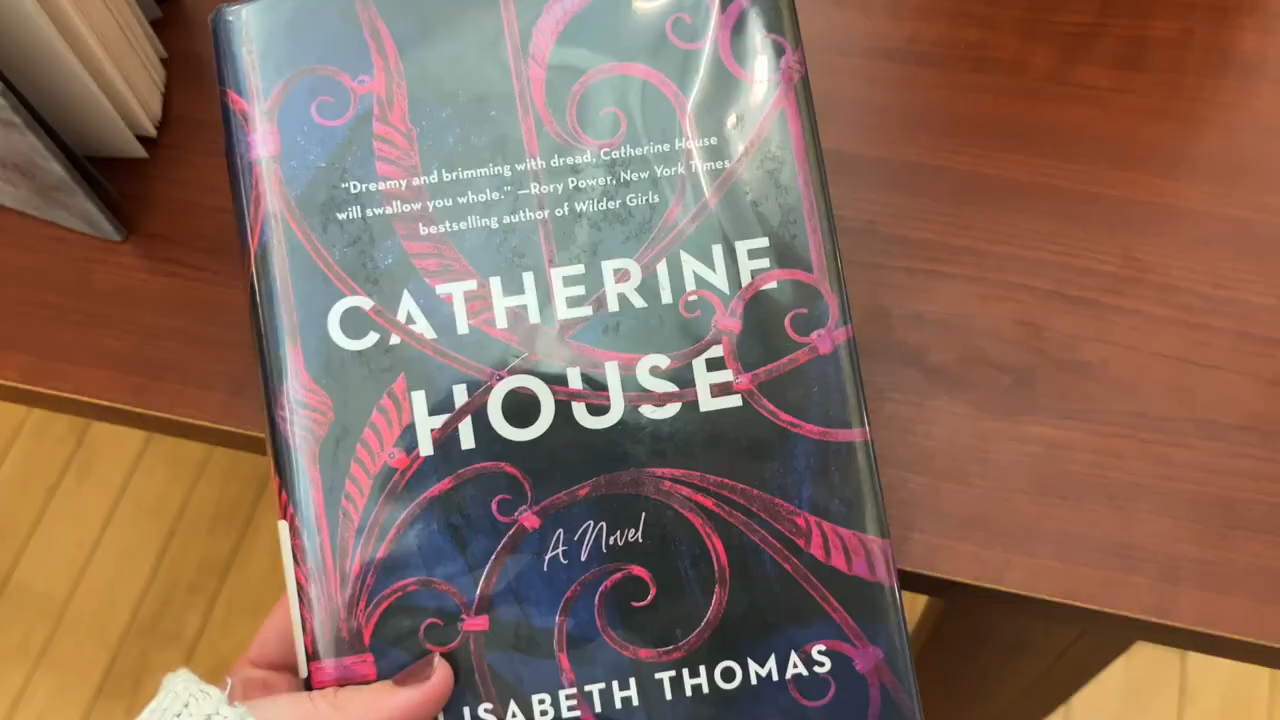 “Dreamy and brimming with dread, Catherine House
will swallow you whole.” —Rory Power, New York Times
bestselling author of Wilder Girls
CATHERINE
HOUSE
A Novel
LISABETH THOMAS